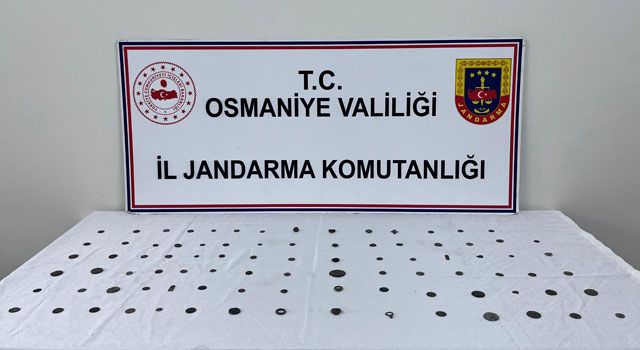 T.C.
OSMANİYE VALİLİĞİ
İL JANDARMA KOMUTANLIĞI
JANDARMA